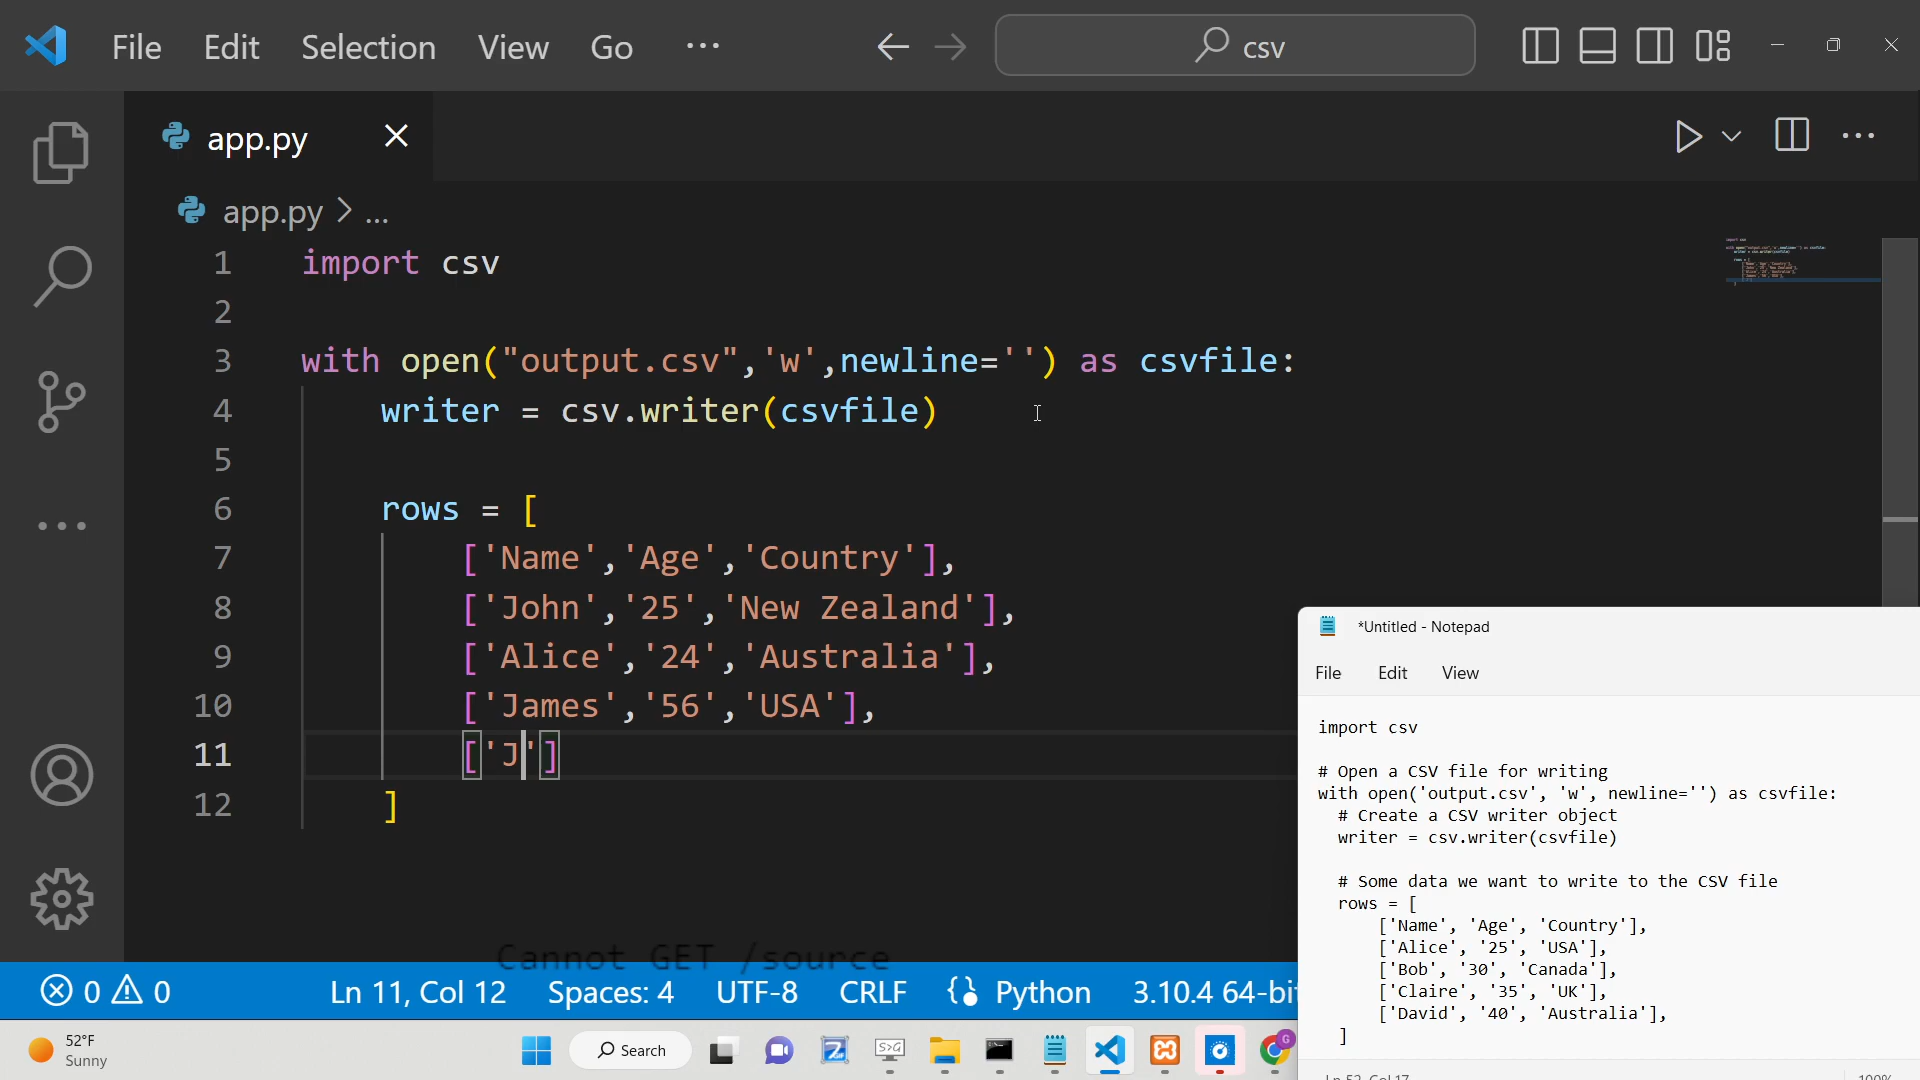 File Edit Selection View Go ... csv
app.py
app.py > ...
1 import csv
2
3 with open("output.csv",'w',newline='') as csvfile:
4 writer = csv.writer(csvfile)
5
6 rows = [
7 ['Name','Age','Country'],
8 ['John','25','New Zealand'],
9 ['Alice','24','Australia'],
10 ['James','56','USA'],
11 ['J']
12 ]
Cannot GET /source
0 0 Ln 11, Col 12 Spaces: 4 UTF-8 CRLF Python 3.10.4 64-bit
*Untitled - Notepad
File Edit View
import csv
# Open a CSV file for writing
with open('output.csv', 'w', newline='') as csvfile:
# Create a CSV writer object
writer = csv.writer(csvfile)
# Some data we want to write to the CSV file
rows = [
['Name', 'Age', 'Country'],
['Alice', '25', 'USA'],
['Bob', '30', 'Canada'],
['Claire', '35', 'UK'],
['David', '40', 'Australia'],
]
52°F
Sunny
Search